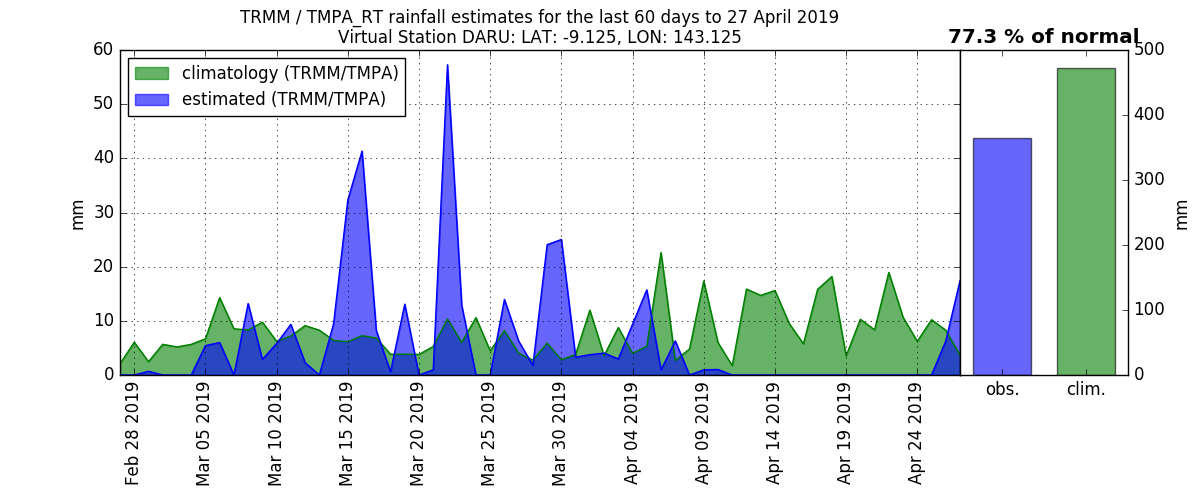 TRMM / TMPA_RT rainfall estimates for the last 60 days to 27 April 2019
Virtual Station DARU: LAT: -9.125, LON: 143.125
77.3 % of normal
climatology (TRMM/TMPA)
estimated (TRMM/TMPA)
mm
60
50
40
30
20
10
0
Feb 28 2019
Mar 05 2019
Mar 10 2019
Mar 15 2019
Mar 20 2019
Mar 25 2019
Mar 30 2019
Apr 04 2019
Apr 09 2019
Apr 14 2019
Apr 19 2019
Apr 24 2019
obs.
clim.
500
400
300
200
100
0
mm